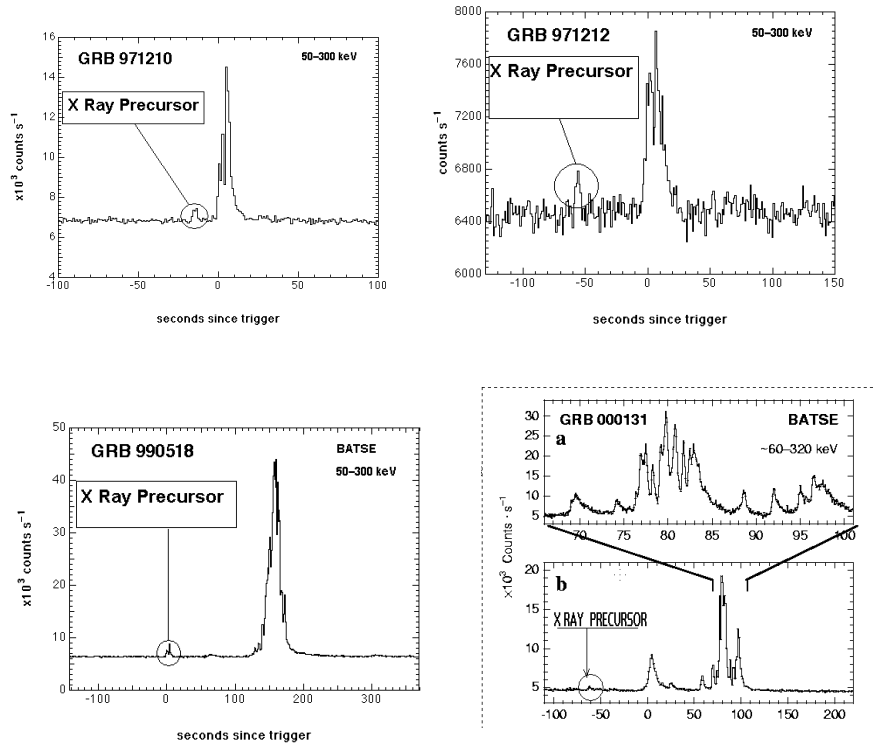 GRB 971210
50–300 keV
X Ray Precursor
16
14
12
10
8
6
4
x10³ counts s⁻¹
-100 -50 0 50 100
seconds since trigger
GRB 971212
50–300 keV
X Ray Precursor
8000
7600
7200
6800
6400
6000
counts s⁻¹
-100 -50 0 50 100 150
seconds since trigger
GRB 990518
BATSE
50–300 keV
X Ray Precursor
50
40
30
20
10
0
x10³ counts s⁻¹
-100 0 100 200 300
seconds since trigger
GRB 000131
BATSE
a
~60–320 keV
30
25
20
15
10
5
70 75 80 85 90 95 100
×10³ Counts · s⁻¹
b
X RAY PRECURSOR
20
15
10
5
-100 -50 0 50 100 150 200